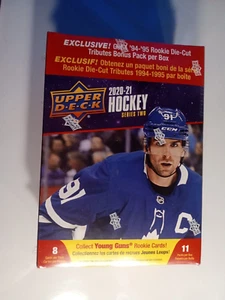 EXCLUSIVE! One '94-'95 Rookie Die-Cut
Tributes Bonus Pack per Box
EXCLUSIF! Obtenez un paquet boni de la série
Rookie Die-Cut Tributes 1994-1995 par boîte
UPPER
DECK
2020-21
HOCKEY
SERIES TWO
91
91
C
8
Collect Young Guns® Rookie Cards!
Collectionnez les cartes de recrues Jeunes Loups!
11